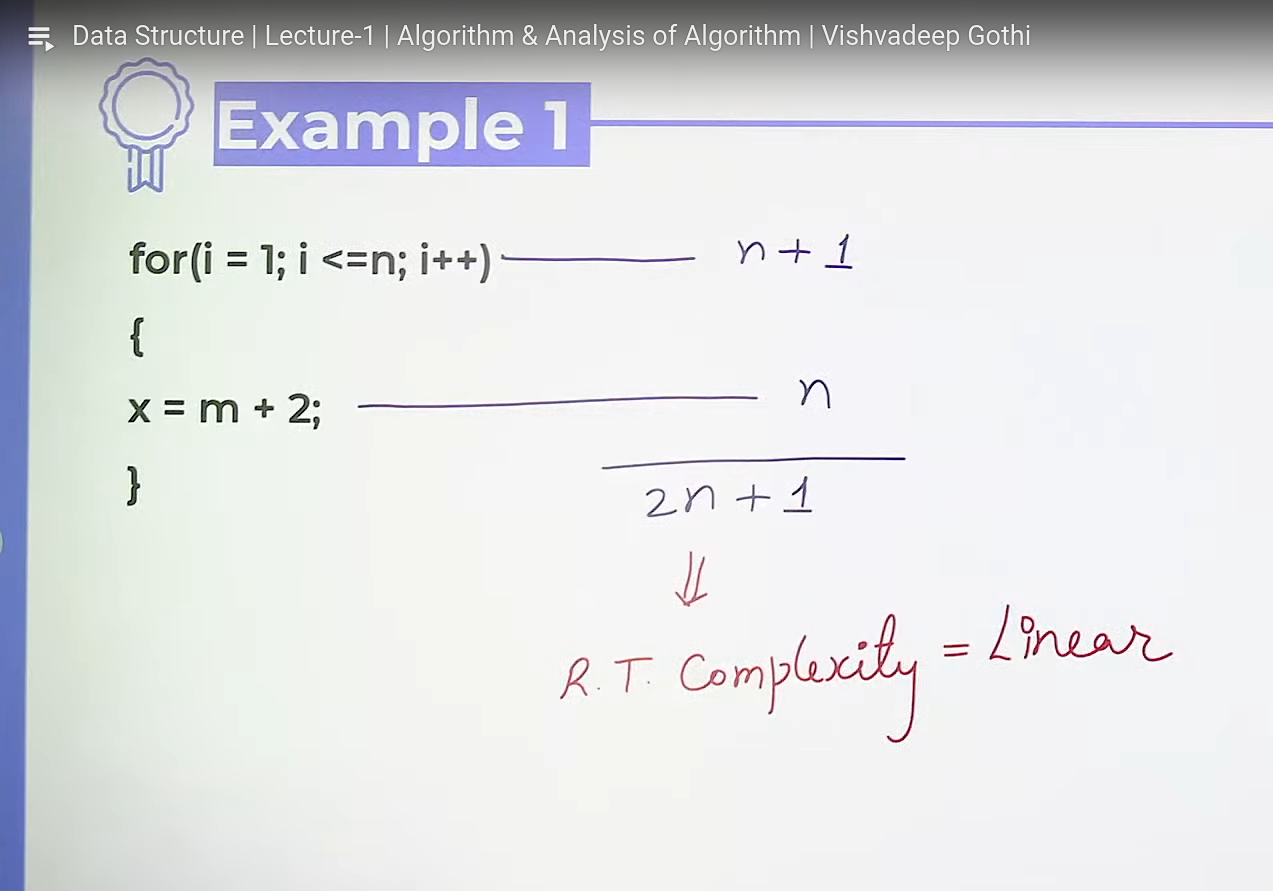 Data Structure | Lecture-1 | Algorithm & Analysis of Algorithm | Vishvadeep Gothi
Example 1
for(i = 1; i <=n; i++) n + 1
{
x = m + 2; n
}
2n + 1
⇓
R.T. Complexity = Linear